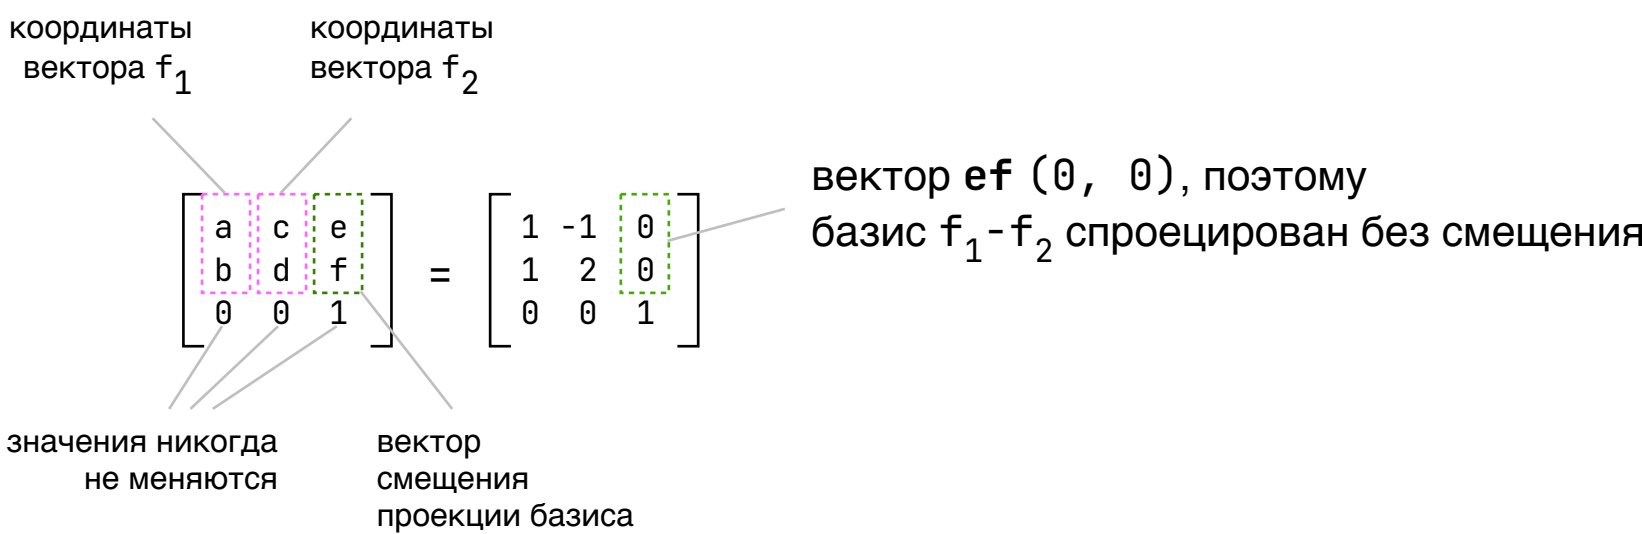 координаты
вектора f1
координаты
вектора f2
a c e
b d f
0 0 1
=
1 -1 0
1 2 0
0 0 1
вектор ef (0, 0), поэтому
базис f1-f2 спроецирован без смещения
значения никогда
не меняются
вектор
смещения
проекции базиса